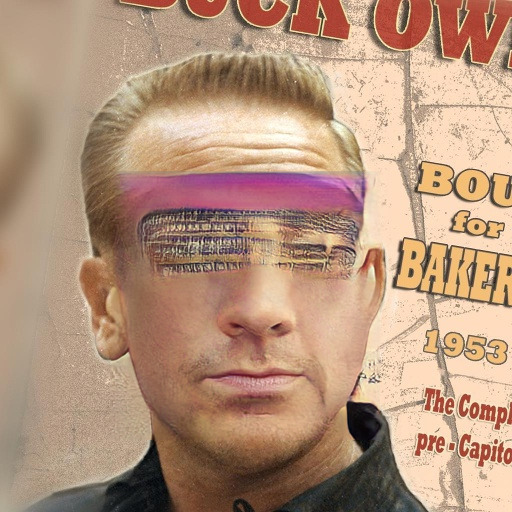 BUCK OW
BOU
for
BAKER
1953
The Compl
pre - Capito